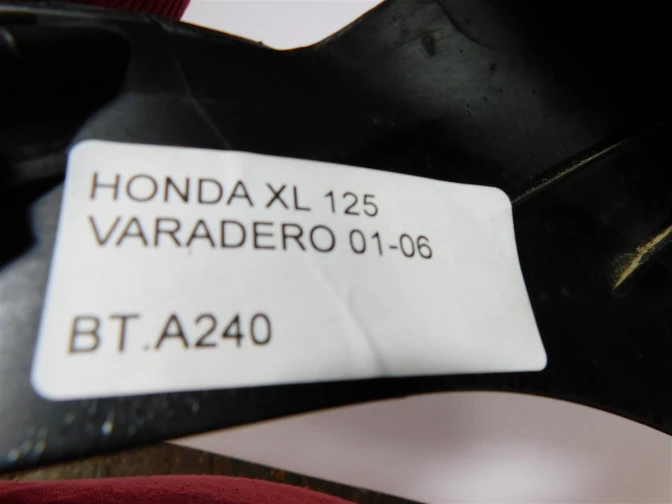 HONDA XL 125
VARADERO 01-06
BT.A240